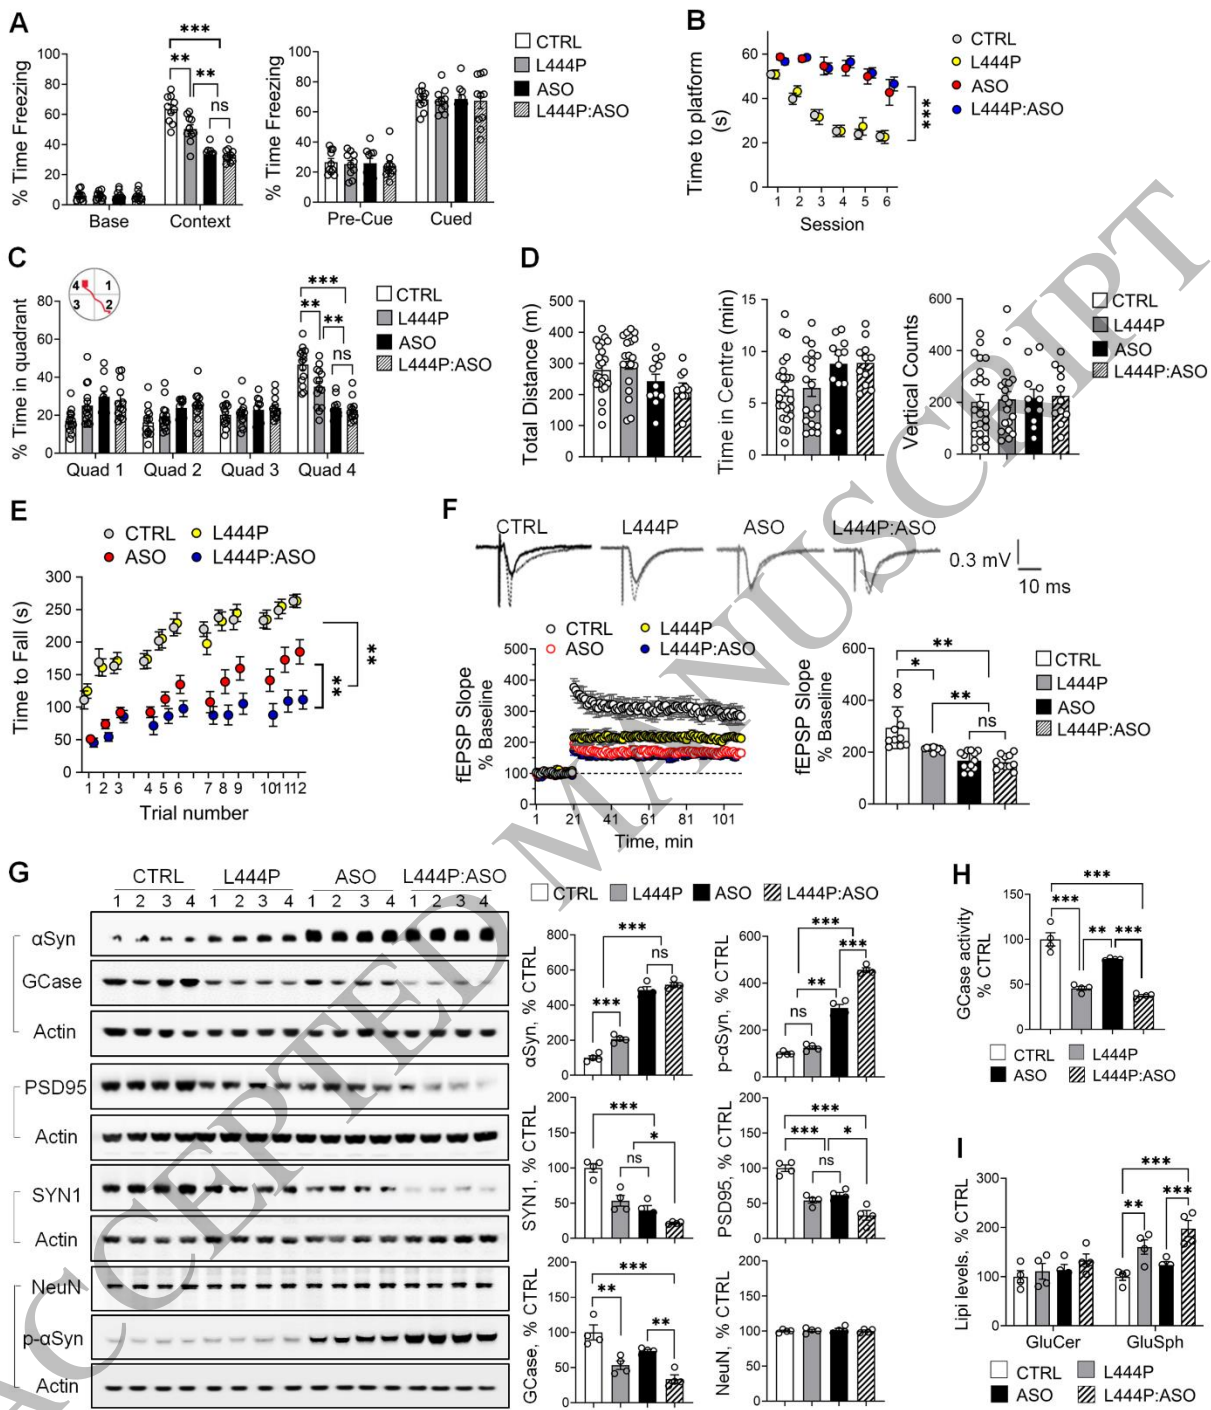 A
% Time Freezing
100
80
60
40
20
0
***
**
**
ns
Base
Context
% Time Freezing
100
80
60
40
20
0
Pre-Cue
Cued
CTRL
L444P
ASO
L444P:ASO
B
Time to platform
(s)
80
60
40
20
0
1 2 3 4 5 6
Session
***
CTRL
L444P
ASO
L444P:ASO
C
4 1
3 2
% Time in quadrant
80
60
40
20
0
***
**
**
ns
Quad 1
Quad 2
Quad 3
Quad 4
CTRL
L444P
ASO
L444P:ASO
D
Total Distance (m)
500
400
300
200
100
0
Time in Centre (min)
15
10
5
0
Vertical Counts
600
400
200
0
CTRL
L444P
ASO
L444P:ASO
E
CTRL
L444P
ASO
L444P:ASO
Time to Fall (s)
300
250
200
150
100
50
0
1 2 3 4 5 6 7 8 9 10 11 12
Trial number
**
**
F
CTRL
L444P
ASO
L444P:ASO
0.3 mV
10 ms
CTRL
L444P
ASO
L444P:ASO
fEPSP Slope
% Baseline
500
400
300
200
100
0
1 21 41 61 81 101
Time, min
fEPSP Slope
% Baseline
600
400
200
0
**
*
**
ns
CTRL
L444P
ASO
L444P:ASO
G
CTRL
L444P
ASO
L444P:ASO
1 2 3 4 1 2 3 4 1 2 3 4 1 2 3 4
αSyn
GCase
Actin
PSD95
Actin
SYN1
Actin
NeuN
p-αSyn
Actin
CTRL
L444P
ASO
L444P:ASO
αSyn, % CTRL
800
600
400
200
0
***
ns
***
p-αSyn, % CTRL
600
400
200
0
***
***
**
ns
SYN1, % CTRL
200
150
100
50
0
***
*
ns
PSD95, % CTRL
200
150
100
50
0
***
***
*
ns
GCase, % CTRL
200
150
100
50
0
***
**
**
NeuN, % CTRL
200
150
100
50
0
H
GCase activity
% CTRL
150
100
50
0
***
***
**
***
CTRL
L444P
ASO
L444P:ASO
I
Lipi levels, % CTRL
300
200
100
0
***
**
***
GluCer
GluSph
CTRL
L444P
ASO
L444P:ASO
ACCEPTED MANUSCRIPT